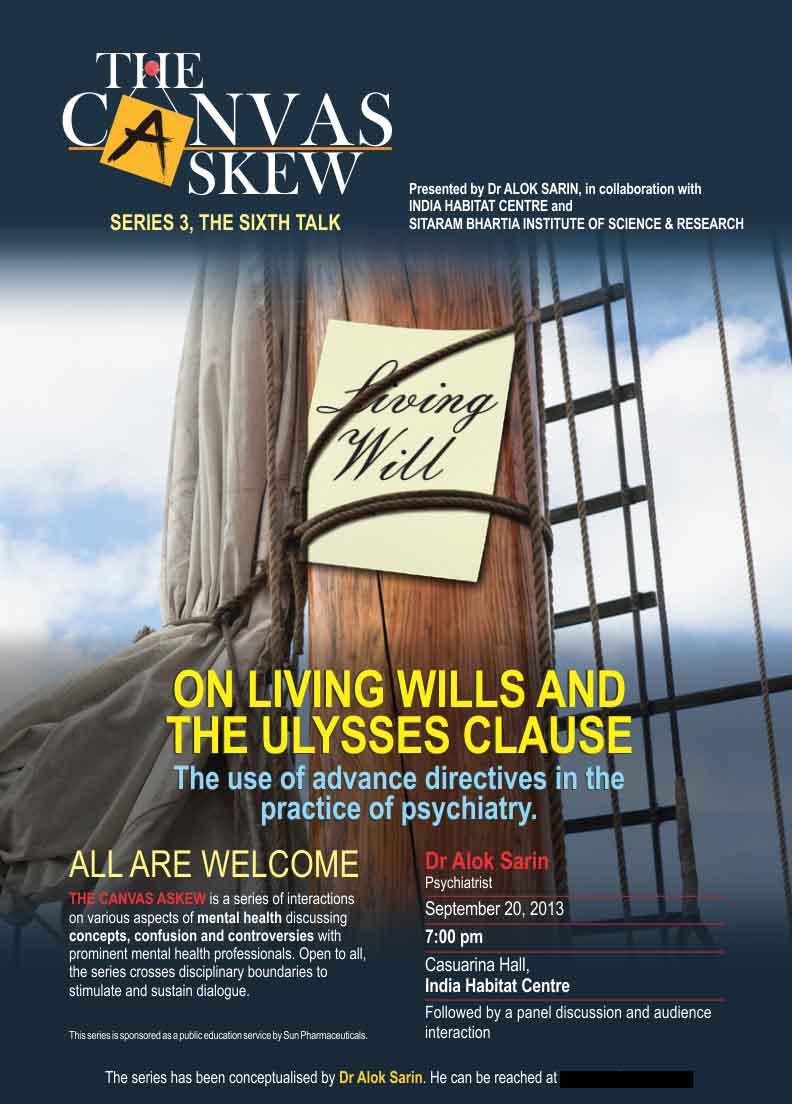 THE
CANVAS
ASKEW
SERIES 3, THE SIXTH TALK
Presented by Dr ALOK SARIN, in collaboration with
INDIA HABITAT CENTRE and
SITARAM BHARTIA INSTITUTE OF SCIENCE & RESEARCH
Living
Will
ON LIVING WILLS AND
THE ULYSSES CLAUSE
The use of advance directives in the
practice of psychiatry.
ALL ARE WELCOME
THE CANVAS ASKEW is a series of interactions
on various aspects of mental health discussing
concepts, confusion and controversies with
prominent mental health professionals. Open to all,
the series crosses disciplinary boundaries to
stimulate and sustain dialogue.
This series is sponsored as a public education service by Sun Pharmaceuticals.
Dr Alok Sarin
Psychiatrist
September 20, 2013
7:00 pm
Casuarina Hall,
India Habitat Centre
Followed by a panel discussion and audience
interaction
The series has been conceptualised by Dr Alok Sarin. He can be reached at